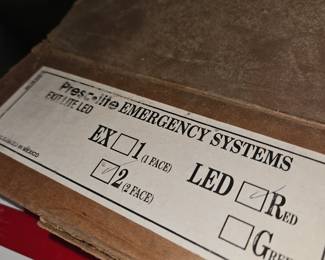 Prescolite EMERGENCY SYSTEMS
EXIT LITE LED
EX 1 (1 FACE) LED RED
2 (2 FACE)